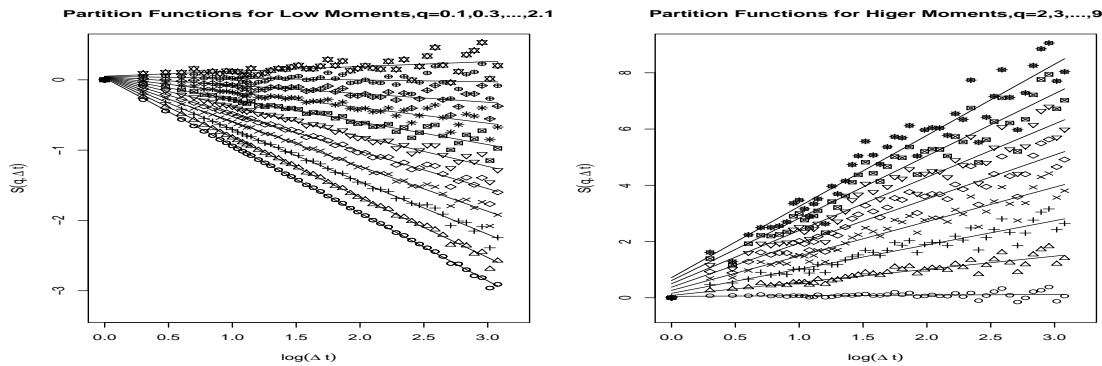 Partition Functions for Low Moments,q=0.1,0.3,...,2.1
S(q,Δt)
0
-1
-2
-3
0.0 0.5 1.0 1.5 2.0 2.5 3.0
log(Δ t)
Partition Functions for Higer Moments,q=2,3,...,9
S(q,Δt)
8
6
4
2
0
0.0 0.5 1.0 1.5 2.0 2.5 3.0
log(Δ t)